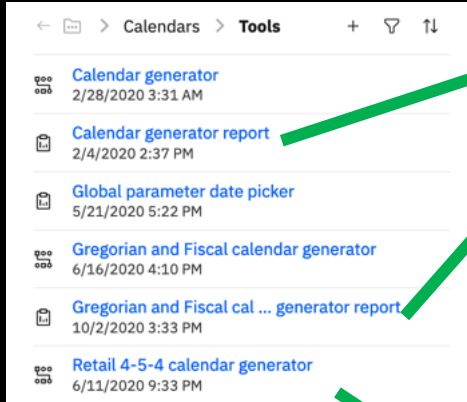 Calendars > Tools
Calendar generator
2/28/2020 3:31 AM
Calendar generator report
2/4/2020 2:37 PM
Global parameter date picker
5/21/2020 5:22 PM
Gregorian and Fiscal calendar generator
6/16/2020 4:10 PM
Gregorian and Fiscal cal ... generator report
10/2/2020 3:33 PM
Retail 4-5-4 calendar generator
6/11/2020 9:33 PM